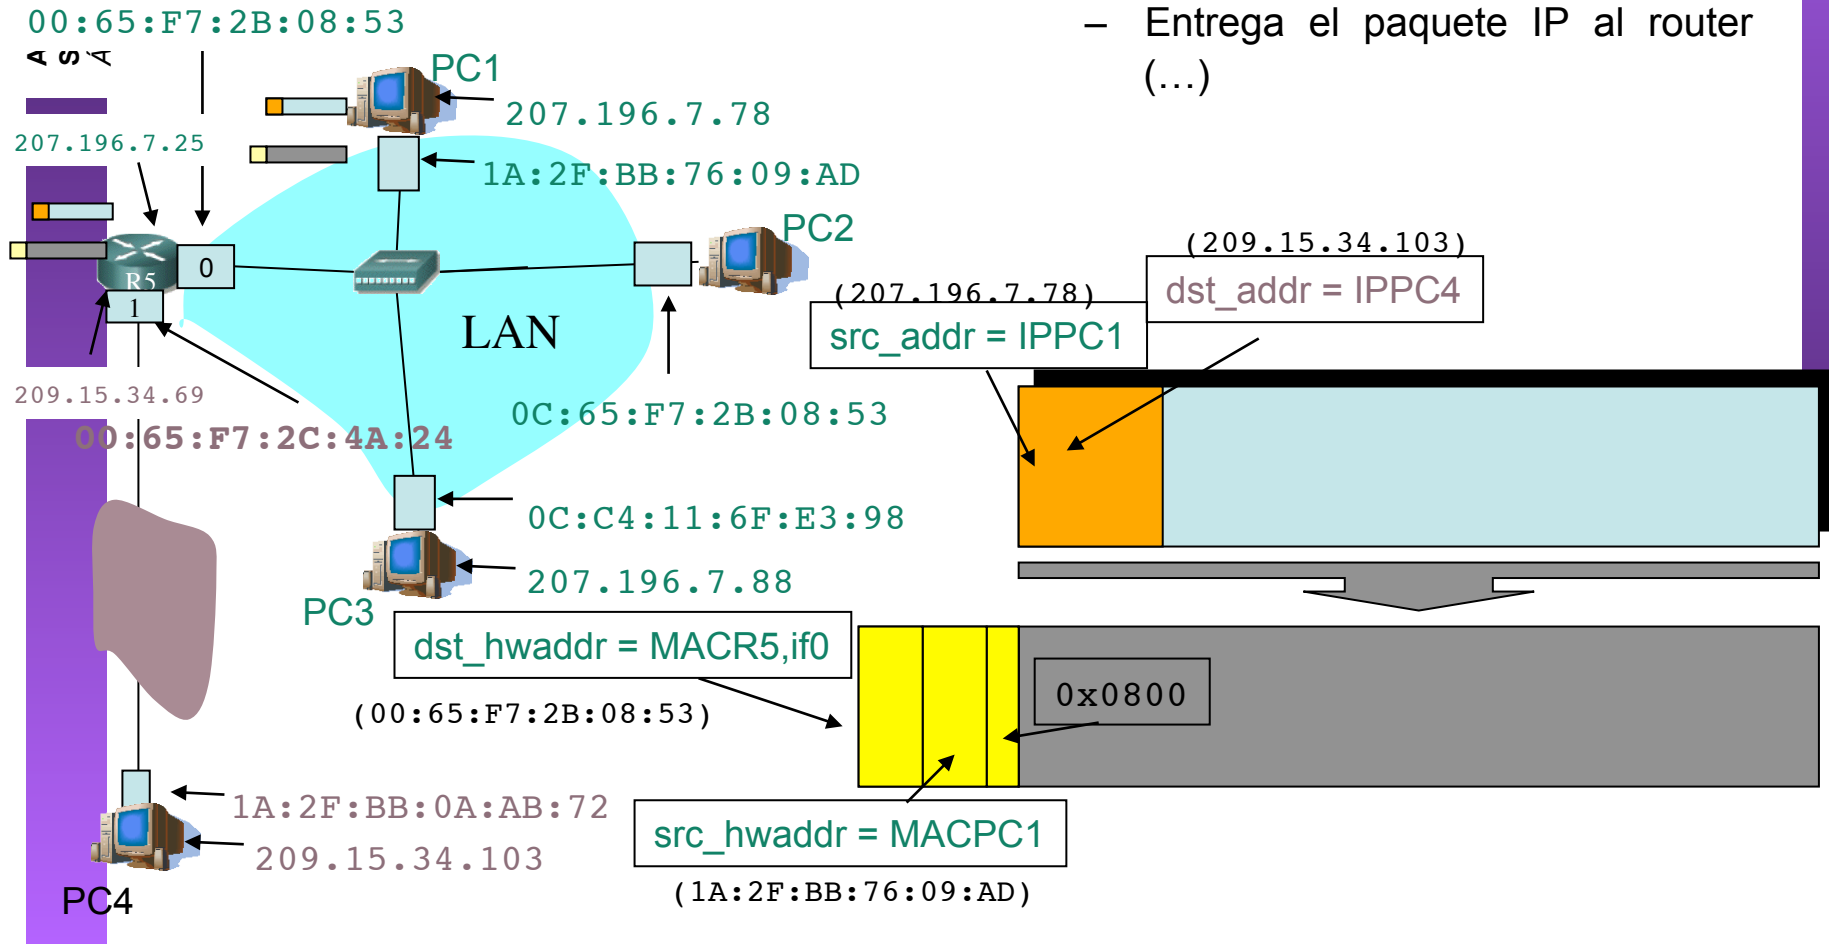 00:65:F7:2B:08:53
– Entrega el paquete IP al router
(...)
PC1
207.196.7.78
207.196.7.25
1A:2F:BB:76:09:AD
PC2
R5
0
1
LAN
(209.15.34.103)
dst_addr = IPPC4
(207.196.7.78)
src_addr = IPPC1
209.15.34.69
00:65:F7:2C:4A:24
0C:65:F7:2B:08:53
0C:C4:11:6F:E3:98
207.196.7.88
PC3
dst_hwaddr = MACR5,if0
(00:65:F7:2B:08:53)
0x0800
1A:2F:BB:0A:AB:72
209.15.34.103
PC4
src_hwaddr = MACPC1
(1A:2F:BB:76:09:AD)